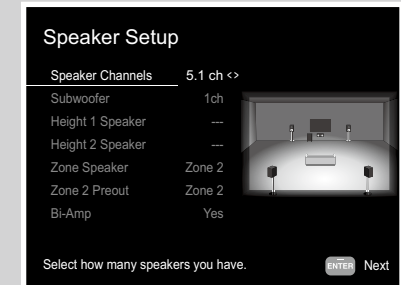 Speaker Setup
Speaker Channels 5.1 ch <>
Subwoofer 1ch
Height 1 Speaker ---
Height 2 Speaker ---
Zone Speaker Zone 2
Zone 2 Preout Zone 2
Bi-Amp Yes
Select how many speakers you have. ENTER Next